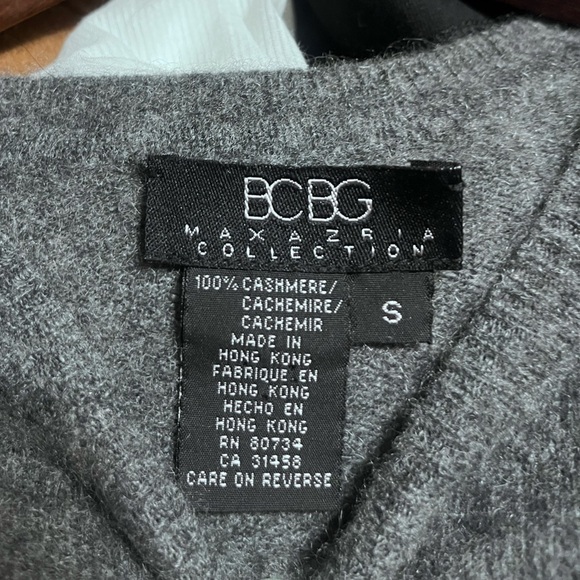 BCBG
MAXAZRIA
COLLECTION
100% CASHMERE/
CACHEMIRE/
CACHEMIR
S
MADE IN
HONG KONG
FABRIQUE EN
HONG KONG
HECHO EN
HONG KONG
RN 80734
CA 31458
CARE ON REVERSE